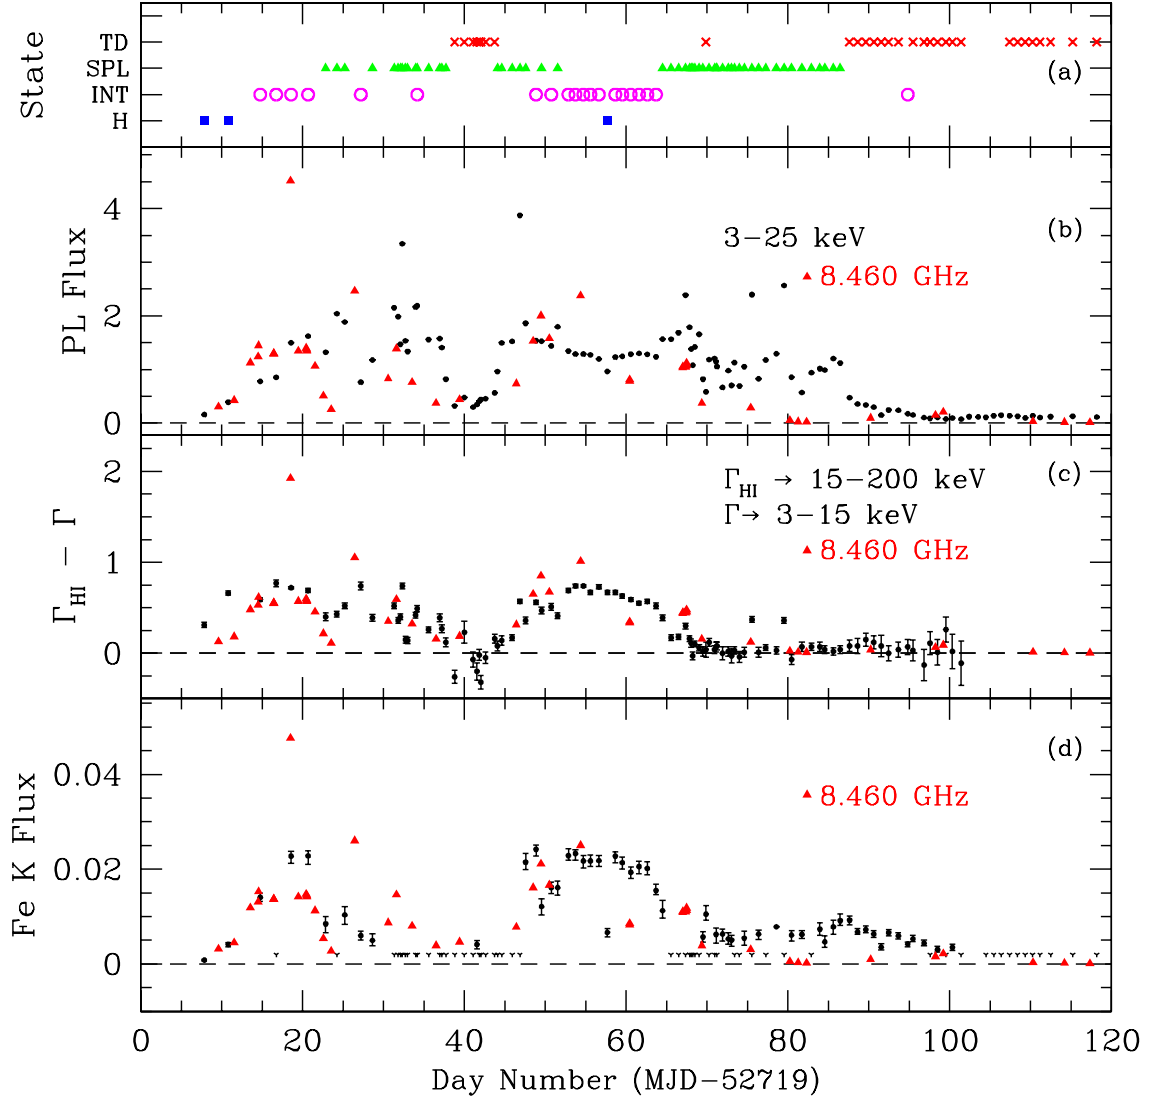 State
TD
SPL
INT
H
(a)
PL Flux
4
2
0
(b)
3−25 keV
8.460 GHz
Γ_HI − Γ
2
1
0
(c)
Γ_HI → 15−200 keV
Γ→ 3−15 keV
8.460 GHz
Fe K Flux
0.04
0.02
0
(d)
8.460 GHz
0 20 40 60 80 100 120
Day Number (MJD−52719)